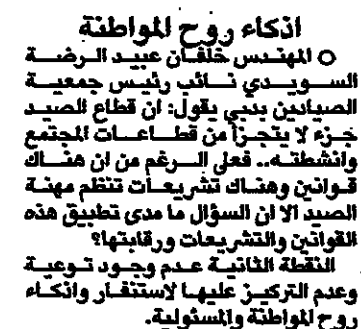 اذكاء روح المواطنة
○ المهندس خلفان عبيد الرضة
السويدي نائب رئيس جمعية
الصيادين بدبي يقول: ان قطاع الصيد
جزء لا يتجزأ من قطاعات المجتمع
وانشطته.. فعلى الرغم من ان هناك
قوانين وهناك تشريعات تنظم مهنة
الصيد الا ان السؤال ما مدى تطبيق هذه
القوانين والتشريعات ورقابتها؟
النقطة الثانية عدم وجود توعية
وعدم التركيز عليها لاستنفار واذكاء
روح المواطنة والمسئولية.